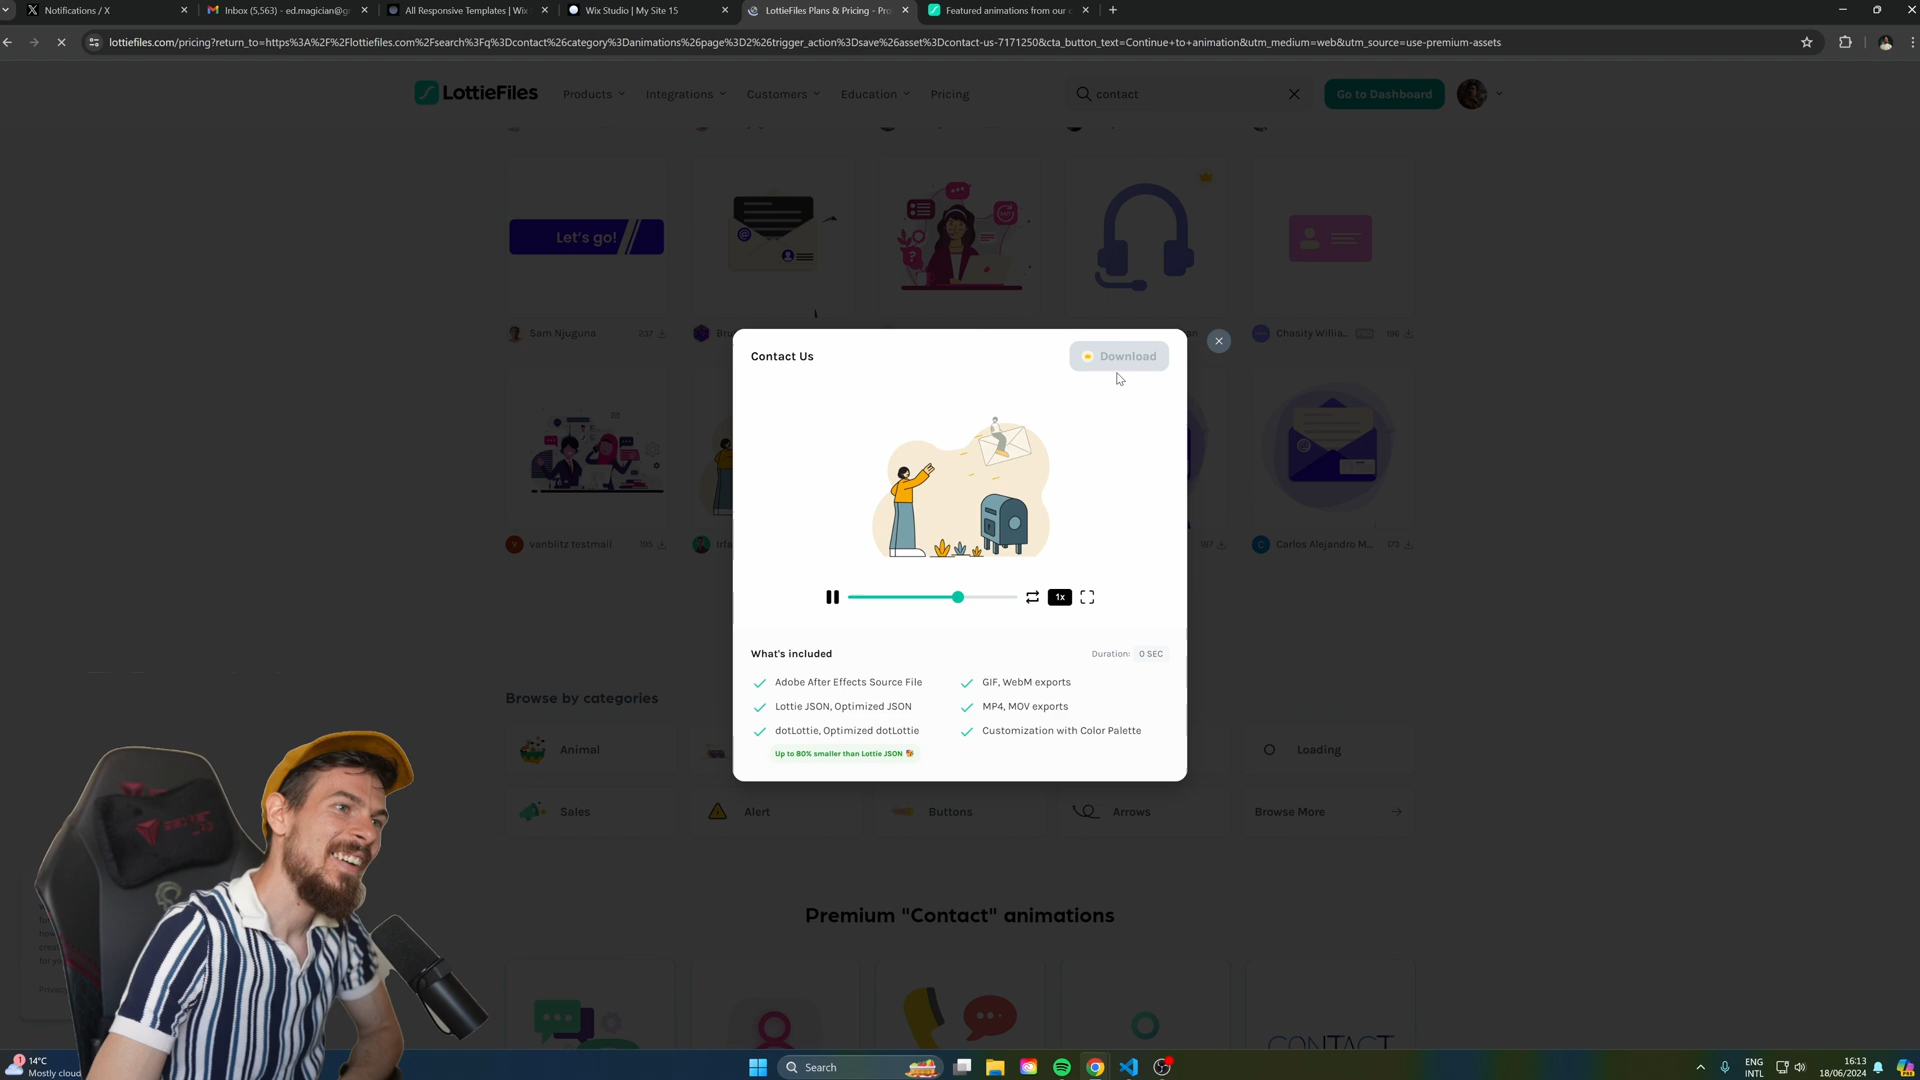 Notifications / X
Inbox (5,563) - ed.magician@g
All Responsive Templates | Wix
Wix Studio | My Site 15
LottieFiles Plans & Pricing - Pro
Featured animations from our c
lottiefiles.com/pricing?return_to=https%3A%2F%2Flottiefiles.com%2Fsearch%3Fq%3Dcontact%26category%3Danimations%26page%3D2%26trigger_action%3Dsave%26asset%3Dcontact-us-7171250&cta_button_text=Continue+to+animation&utm_medium=web&utm_source=use-premium-assets
LottieFiles
Products
Integrations
Customers
Education
Pricing
contact
Go to Dashboard
Let's go!
Sam Njuguna
237
Chasity Willia...
196
Contact Us
Download
vanblitz testmail
195
187
Carlos Alejandro M...
173
1x
What's included
Duration: 0 SEC
Adobe After Effects Source File
GIF, WebM exports
Lottie JSON, Optimized JSON
MP4, MOV exports
dotLottie, Optimized dotLottie
Customization with Color Palette
Up to 80% smaller than Lottie JSON
Browse by categories
Animal
Loading
Sales
Alert
Buttons
Arrows
Browse More
Premium "Contact" animations
CONTACT
14°C
Mostly cloud
Search
ENG
INTL
16:13
18/06/2024